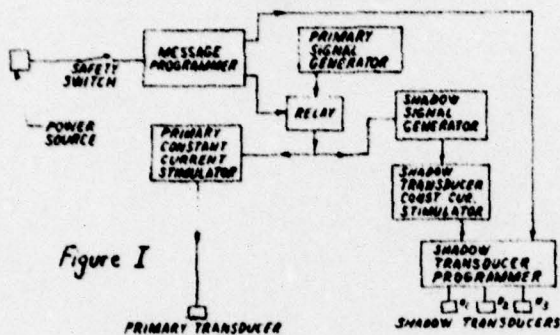 PRIMARY
SIGNAL
GENERATOR
MESSAGE
PROGRAMMER
SAFETY
SWITCH
POWER
SOURCE
RELAY
SHADOW
SIGNAL
GENERATOR
PRIMARY
CONSTANT
CURRENT
STIMULATOR
SHADOW
TRANSDUCER
CONST CUR.
STIMULATOR
SHADOW
TRANSDUCER
PROGRAMMER
Figure I
PRIMARY TRANSDUCER
SHADOW TRANSDUCERS